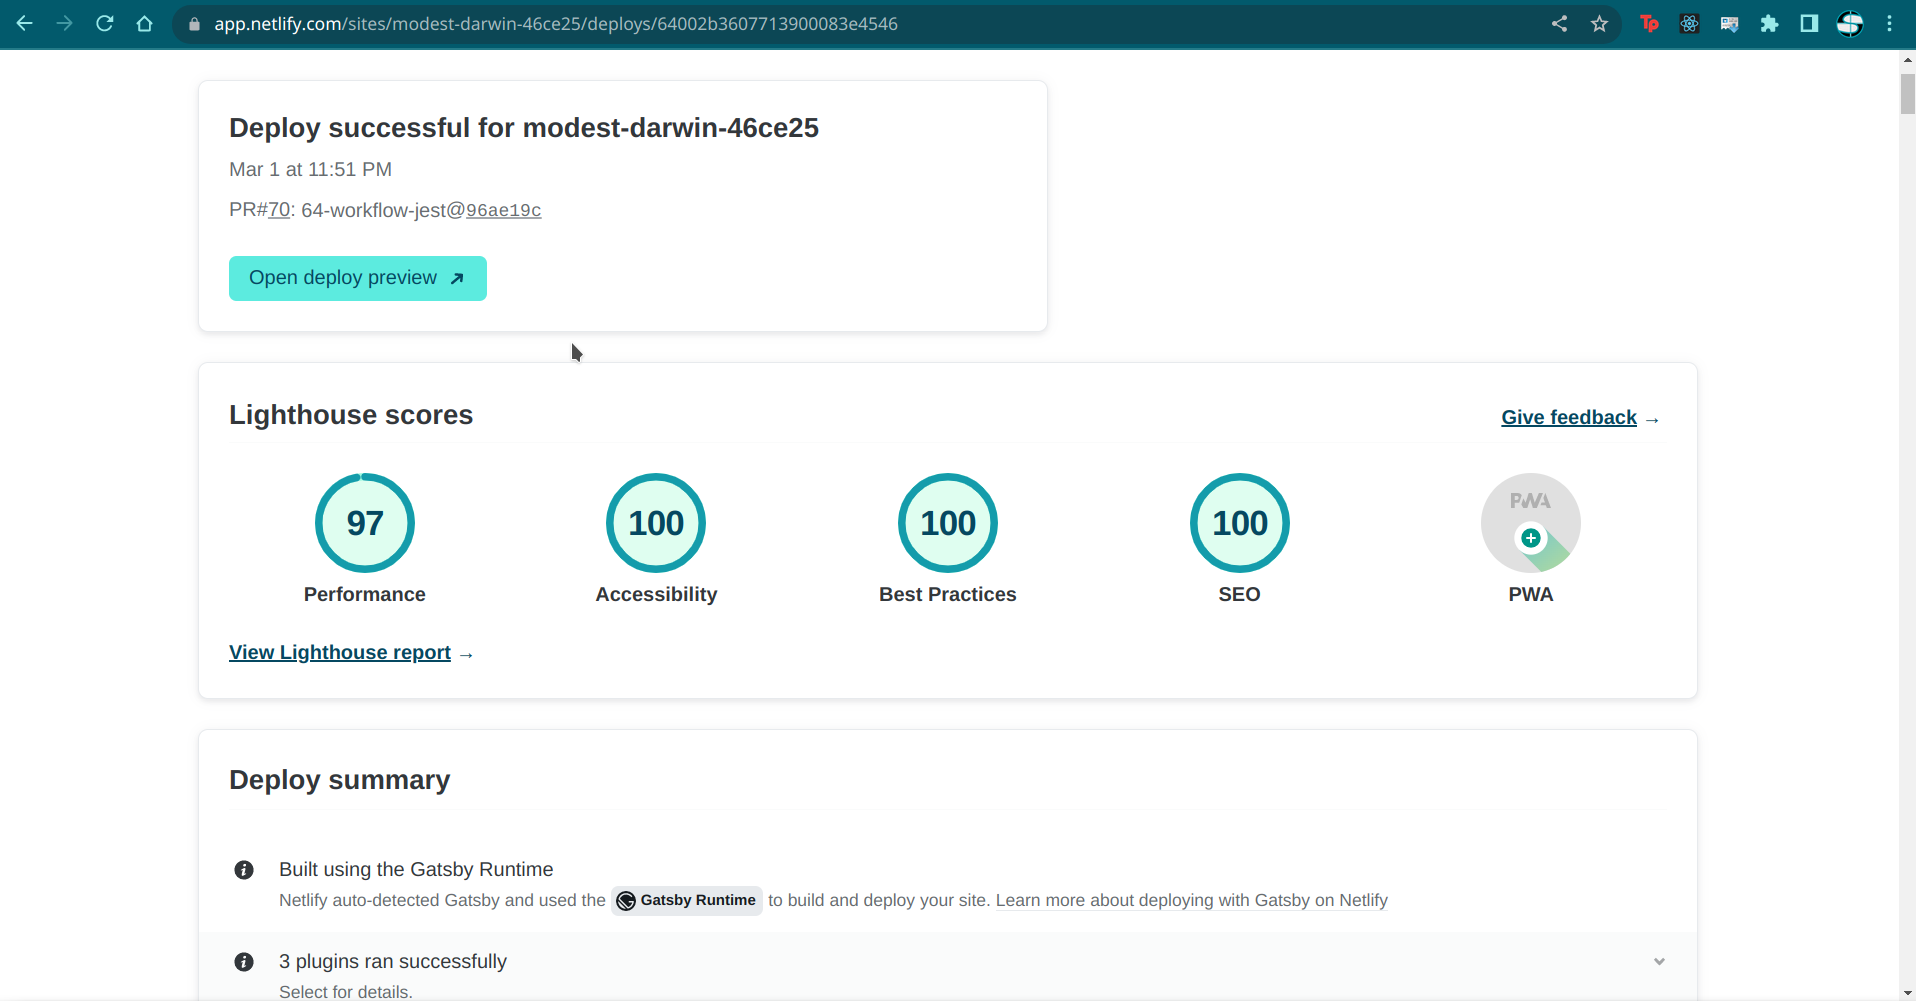 app.netlify.com/sites/modest-darwin-46ce25/deploys/64002b3607713900083e4546
Tp
Deploy successful for modest-darwin-46ce25
Mar 1 at 11:51 PM
PR#70: 64-workflow-jest@96ae19c
Open deploy preview
Lighthouse scores
Give feedback →
97
100
100
100
PWA
Performance
Accessibility
Best Practices
SEO
PWA
View Lighthouse report →
Deploy summary
Built using the Gatsby Runtime
Netlify auto-detected Gatsby and used the Gatsby Runtime to build and deploy your site. Learn more about deploying with Gatsby on Netlify
3 plugins ran successfully
Select for details.